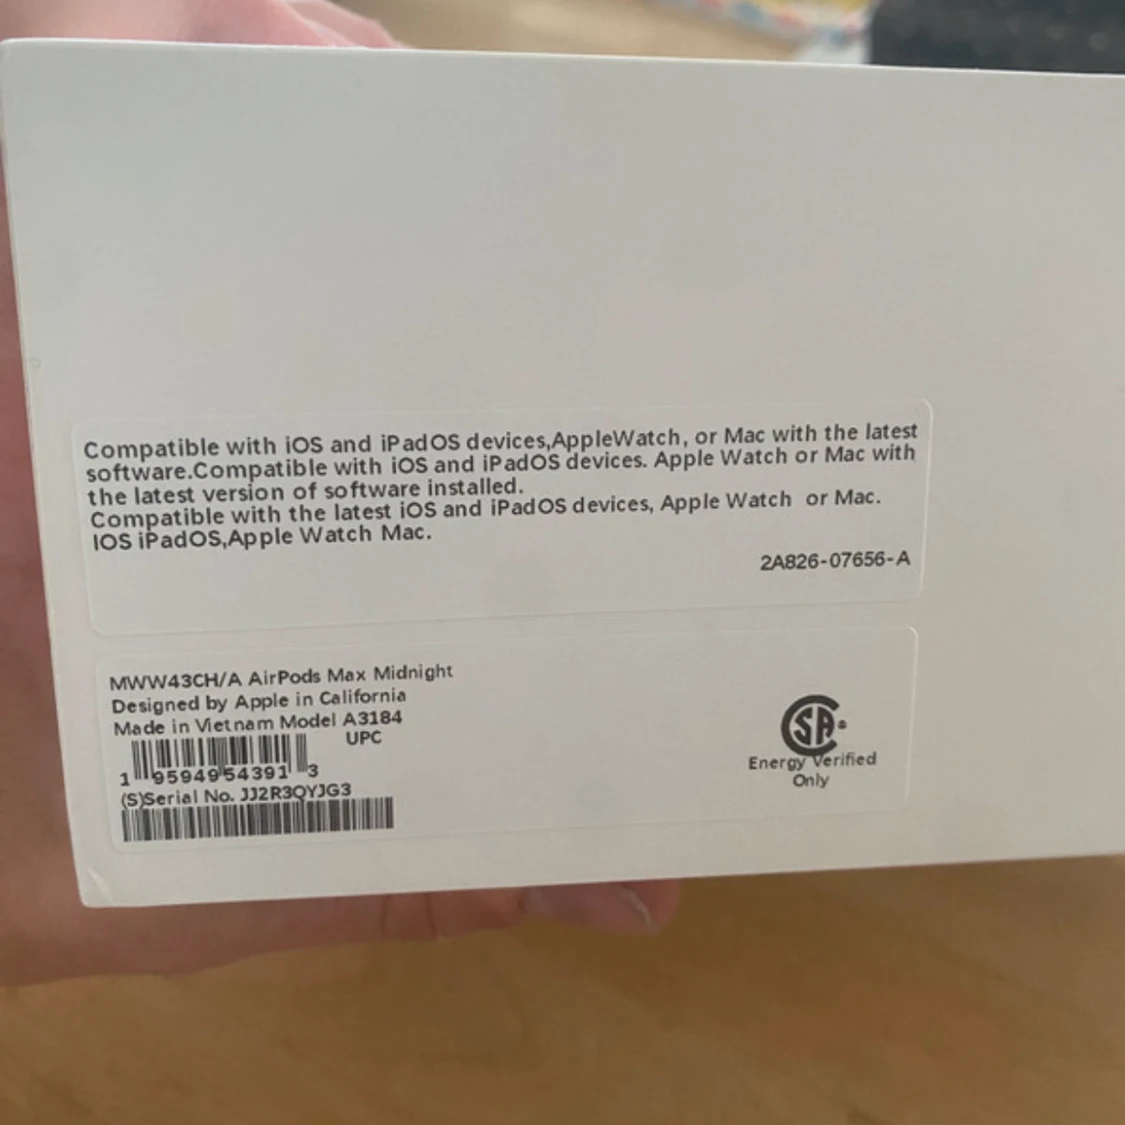 Compatible with iOS and iPadOS devices,AppleWatch, or Mac with the latest
software.Compatible with iOS and iPadOS devices. Apple Watch or Mac with
the latest version of software installed.
Compatible with the latest iOS and iPadOS devices, Apple Watch or Mac.
IOS iPadOS,Apple Watch Mac.
2A826-07656-A
MWW43CH/A AirPods Max Midnight
Designed by Apple in California
Made in Vietnam Model A3184
UPC
1 9594954391 3
(S)Serial No. JJ2R3QYJG3
SA®
Energy Verified
Only